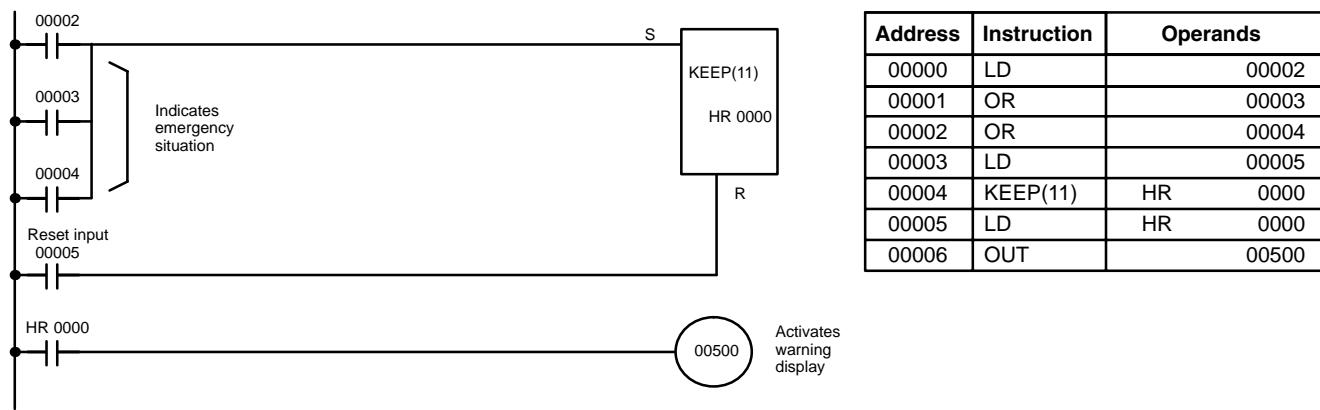 00002
S
KEEP(11)
HR 0000
00003
Indicates
emergency
situation
00004
R
Reset input
00005
HR 0000
00500
Activates
warning
display
Address Instruction Operands
00000 LD 00002
00001 OR 00003
00002 OR 00004
00003 LD 00005
00004 KEEP(11) HR 0000
00005 LD HR 0000
00006 OUT 00500